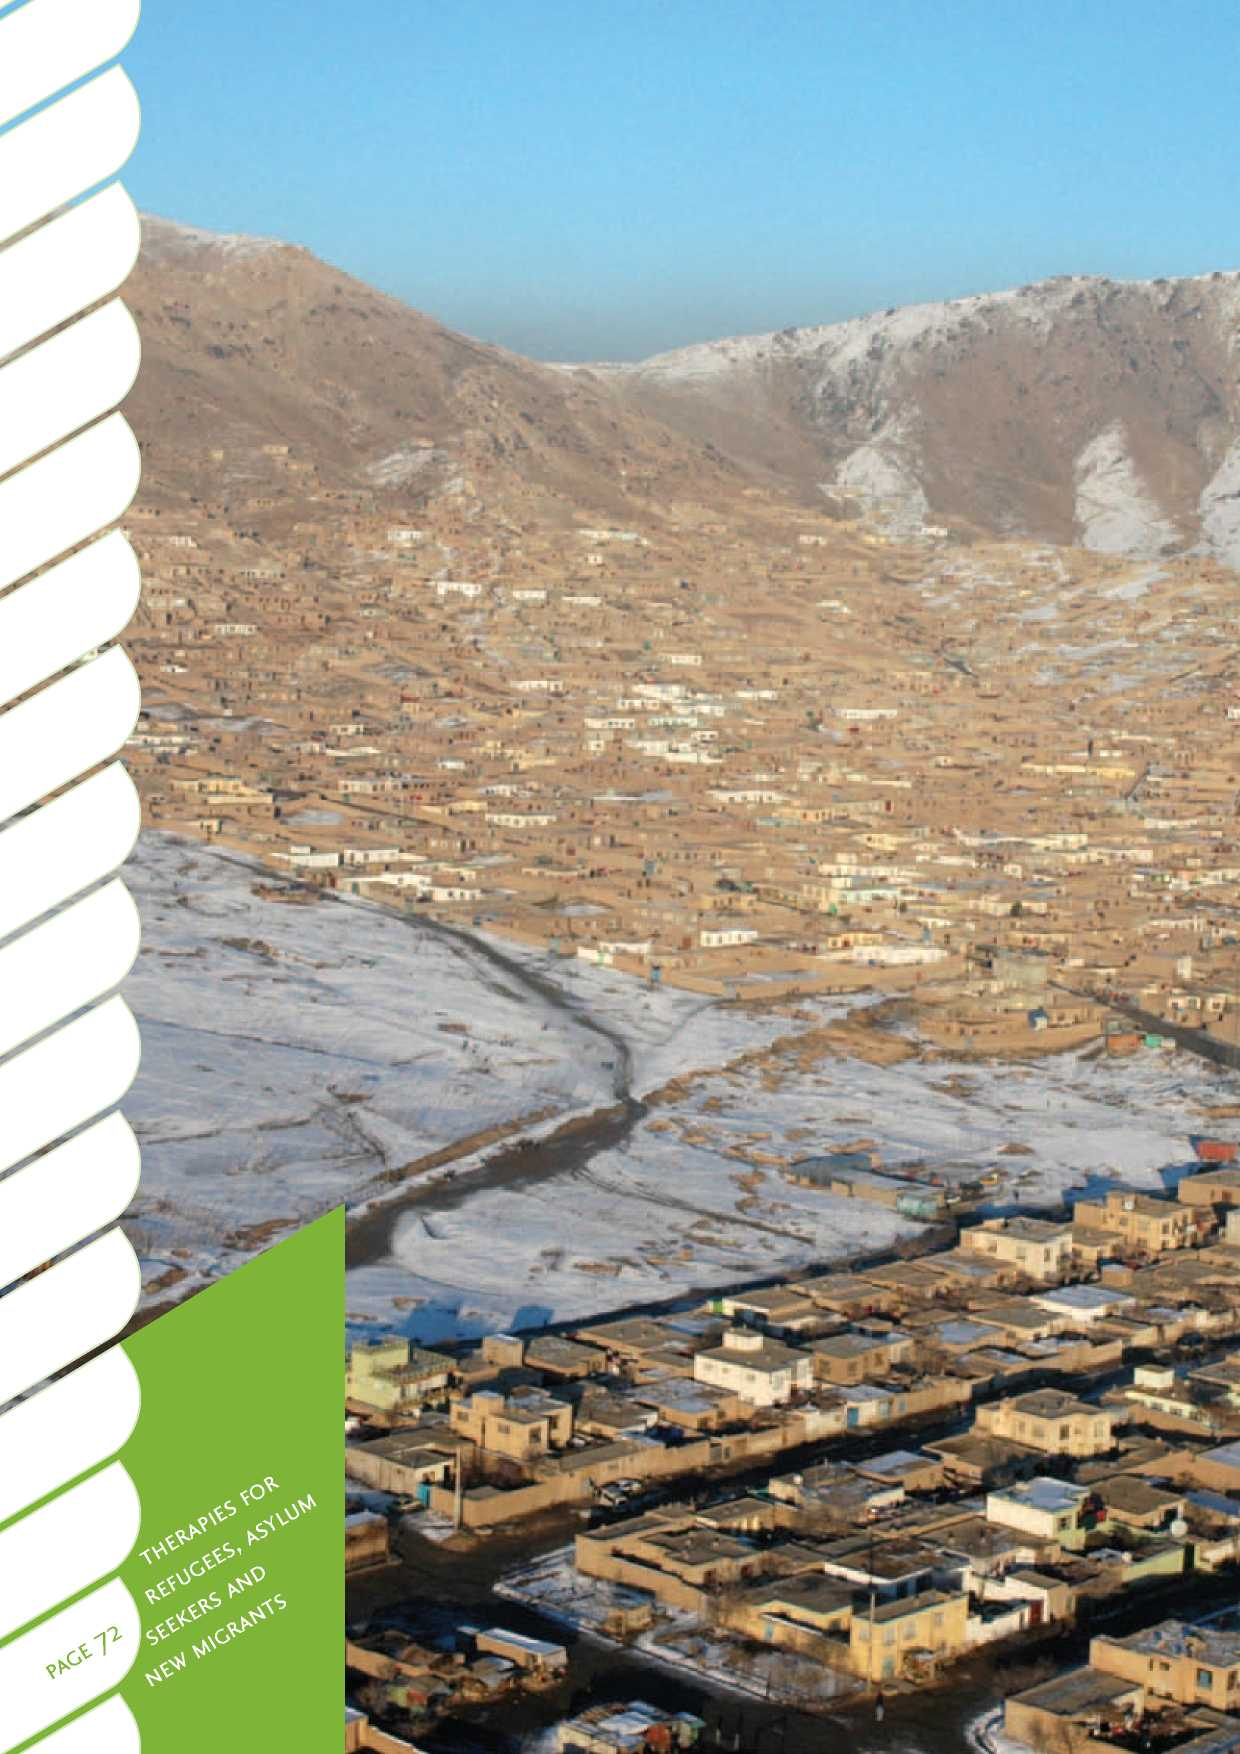 THERAPIES FOR
REFUGEES, ASYLUM
SEEKERS AND
NEW MIGRANTS
PAGE 72